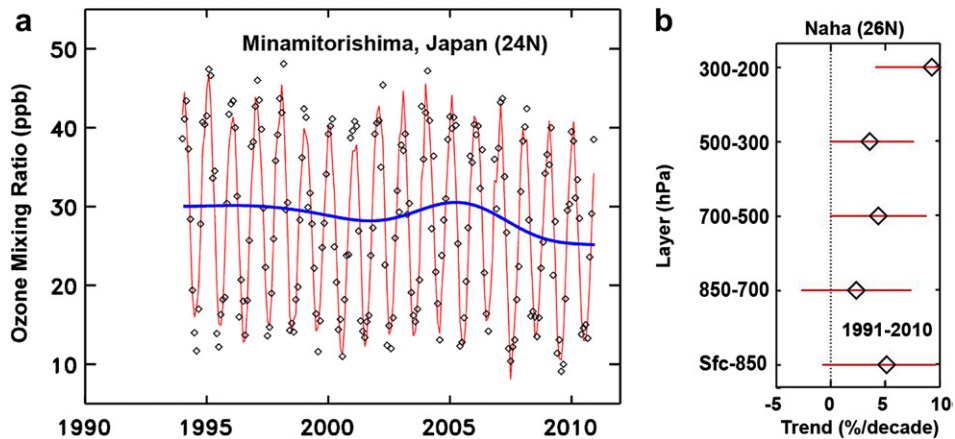 a
Minamitorishima, Japan (24N)
Ozone Mixing Ratio (ppb)
50
40
30
20
10
1990
1995
2000
2005
2010
b
Naha (26N)
Layer (hPa)
300-200
500-300
700-500
850-700
Sfc-850
1991-2010
-5
0
5
10
Trend (%/decade)